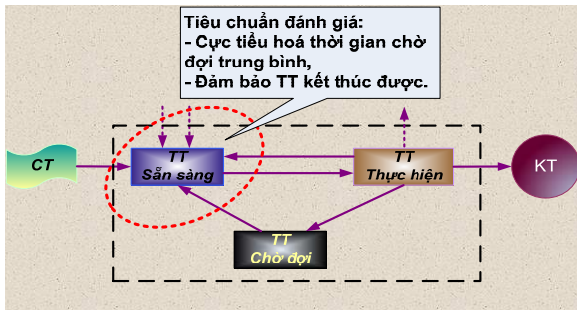 Tiêu chuẩn đánh giá:
- Cực tiểu hoá thời gian chờ
đợi trung bình,
- Đảm bảo TT kết thúc được.
CT
TT
Sẵn sàng
TT
Thực hiện
KT
TT
Chờ đợi